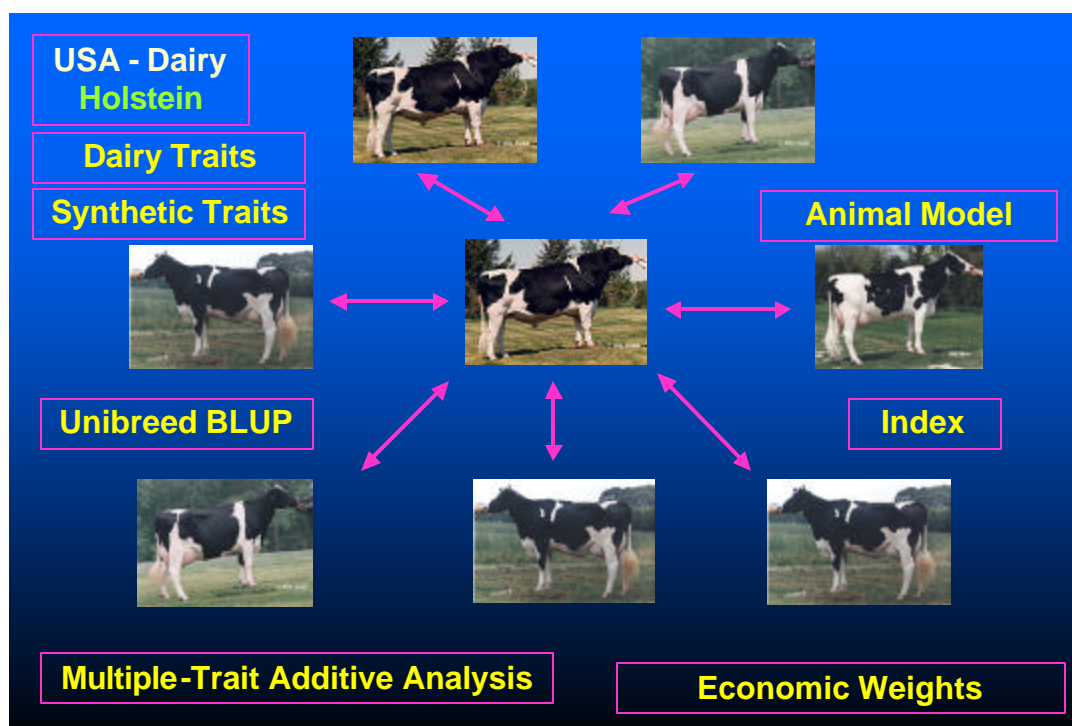 USA - Dairy
Holstein
Dairy Traits
Synthetic Traits
Animal Model
Unibreed BLUP
Index
Multiple-Trait Additive Analysis
Economic Weights